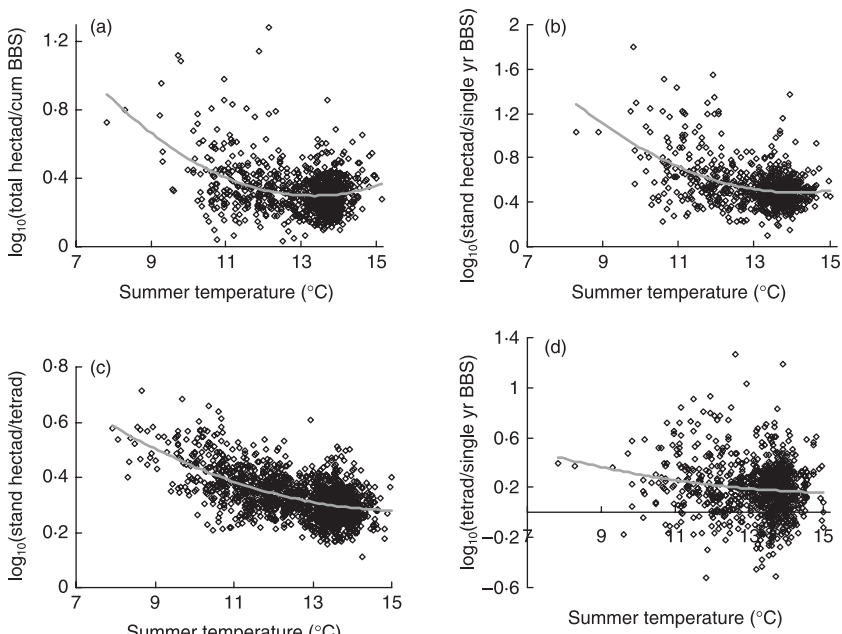 (a)
log10(total hectad/cum BBS)
1·2
0·8
0·4
0
7 9 11 13 15
Summer temperature (°C)
(b)
log10(stand hectad/single yr BBS)
2
1·6
1·2
0·8
0·4
0
7 9 11 13 15
Summer temperature (°C)
(c)
log10(stand hectad/tetrad)
0·8
0·6
0·4
0·2
0
7 9 11 13 15
Summer temperature (°C)
(d)
log10(tetrad/single yr BBS)
1·4
1
0·6
0·2
−0·2
−0·6
7 9 11 13 15
Summer temperature (°C)